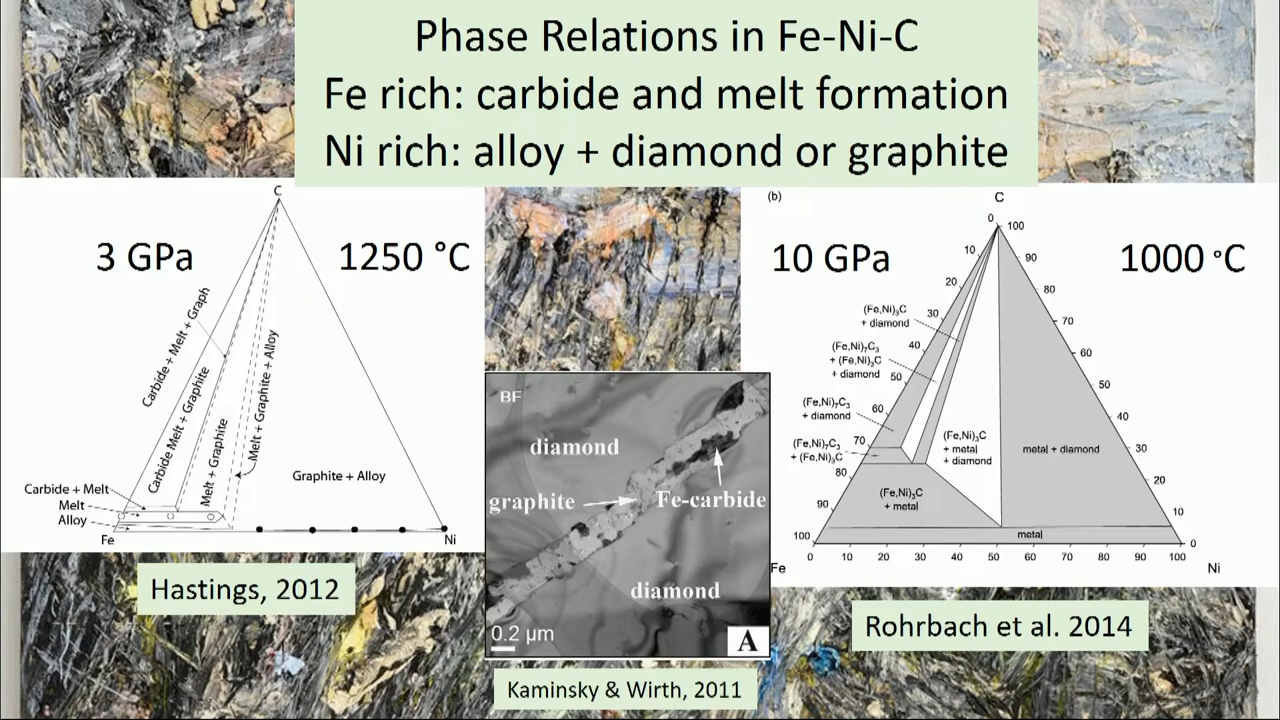 Phase Relations in Fe-Ni-C
Fe rich: carbide and melt formation
Ni rich: alloy + diamond or graphite
C
3 GPa
1250 °C
Carbide + Melt + Graph
Carbide Melt + Graphite
Melt + Graphite
Melt + Graphite + Alloy
Graphite + Alloy
Carbide + Melt
Melt
Alloy
Fe
Ni
Hastings, 2012
BF
diamond
graphite
Fe-carbide
diamond
0.2 µm
A
Kaminsky & Wirth, 2011
(b)
C
10 GPa
1000 °C
0
10
20
30
40
50
60
70
80
90
100
100
90
80
70
60
50
40
30
20
10
0
(Fe,Ni)₃C
+ diamond
(Fe,Ni)₇C₃
+ (Fe,Ni)₃C
+ diamond
(Fe,Ni)₇C₃
+ diamond
(Fe,Ni)₇C₃
+ (Fe,Ni)₃C
(Fe,Ni)₃C
+ metal
+ diamond
metal + diamond
(Fe,Ni)₃C
+ metal
metal
0 10 20 30 40 50 60 70 80 90 100
Fe
Ni
Rohrbach et al. 2014